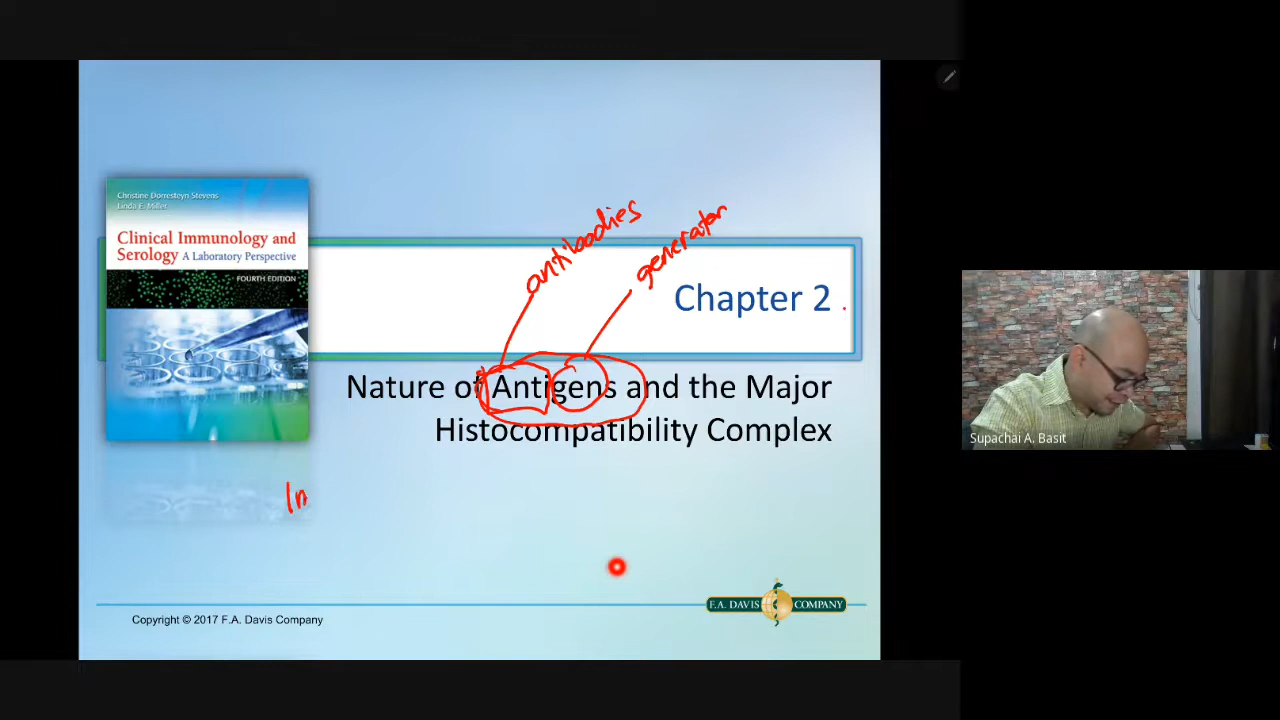 Christine Dorresteyn Stevens
Linda E. Miller
Clinical Immunology and
Serology A Laboratory Perspective
FOURTH EDITION
antibodies
generator
Chapter 2
Nature of Antigens and the Major
Histocompatibility Complex
In
F.A. DAVIS COMPANY
Copyright © 2017 F.A. Davis Company
Supachai A. Basit